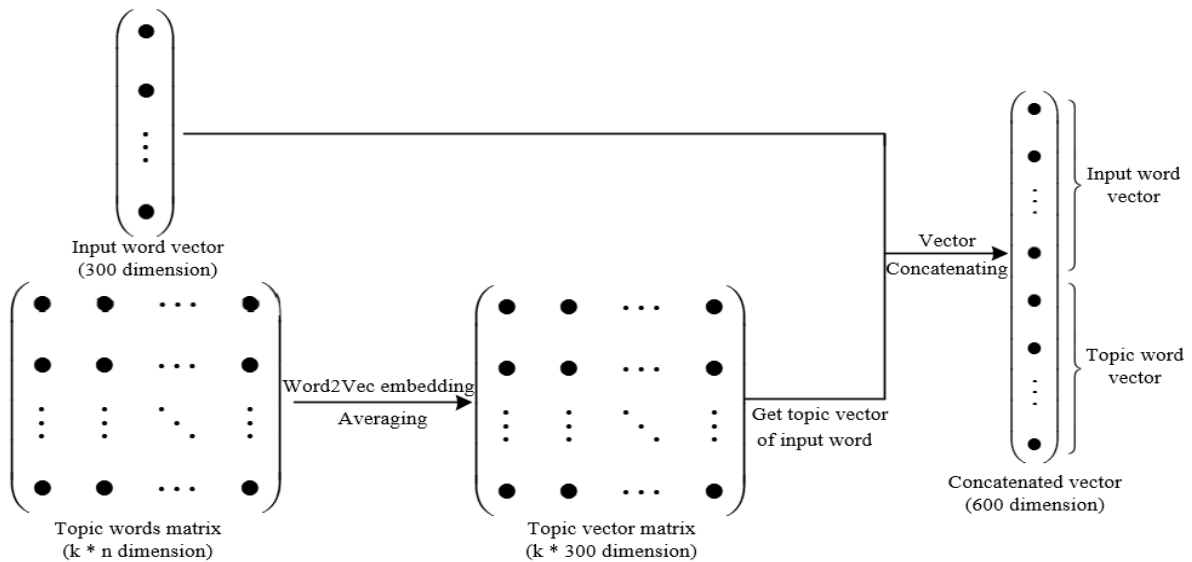 Input word vector
(300 dimension)
Topic words matrix
(k * n dimension)
Word2Vec embedding
Averaging
Topic vector matrix
(k * 300 dimension)
Get topic vector
of input word
Vector
Concatenating
Input word
vector
Topic word
vector
Concatenated vector
(600 dimension)